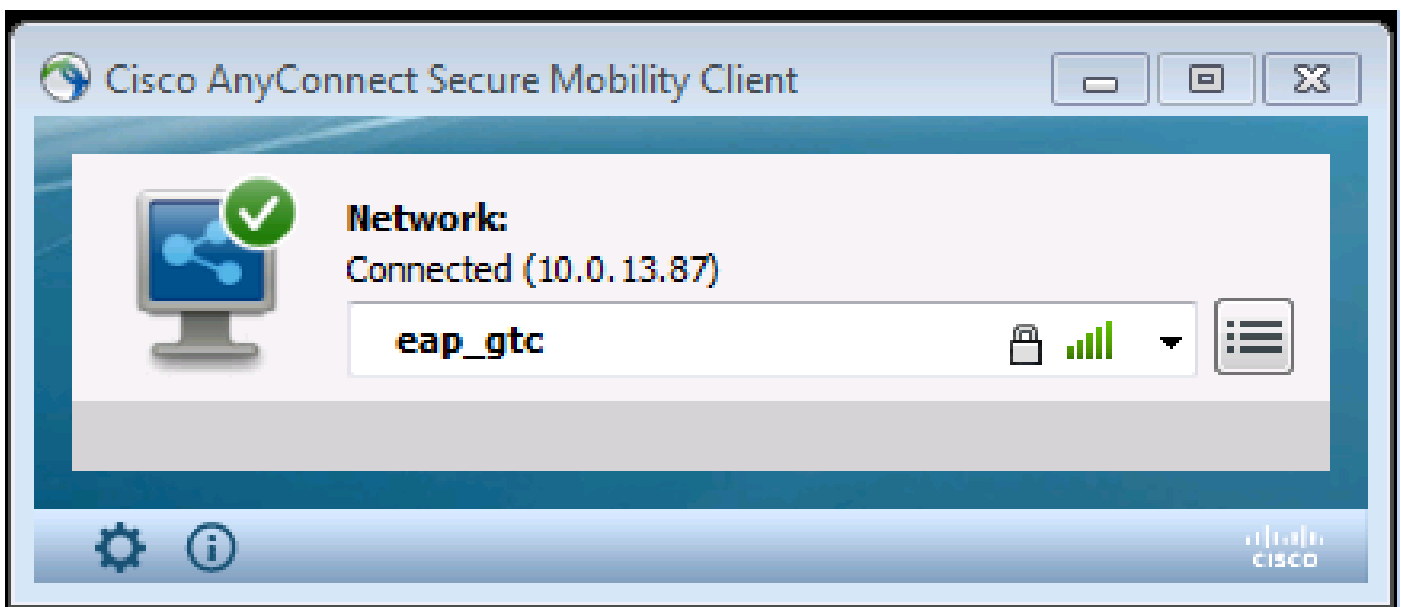 Cisco AnyConnect Secure Mobility Client
Network:
Connected (10.0.13.87)
eap_gtc
CISCO